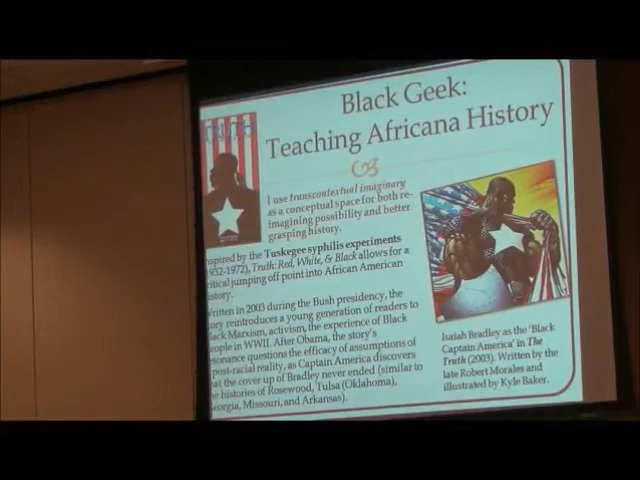 Black Geek:
Teaching Africana History
TRUTH
I use transcontextual imaginary
as a conceptual space for both re-
imagining possibility and better
grasping history.
nspired by the Tuskegee syphilis experiments
932-1972), Truth: Red, White, & Black allows for a
ritical jumping off point into African American
istory.
ritten in 2003 during the Bush presidency, the
ory reintroduces a young generation of readers to
lack Marxism, activism, the experience of Black
eople in WWII. After Obama, the story's
sonance questions the efficacy of assumptions of
post-racial reality, as Captain America discovers
at the cover up of Bradley never ended (similar to
e histories of Rosewood, Tulsa (Oklahoma),
eorgia, Missouri, and Arkansas).
Isaiah Bradley as the 'Black
Captain America' in The
Truth (2003). Written by the
late Robert Morales and
illustrated by Kyle Baker.